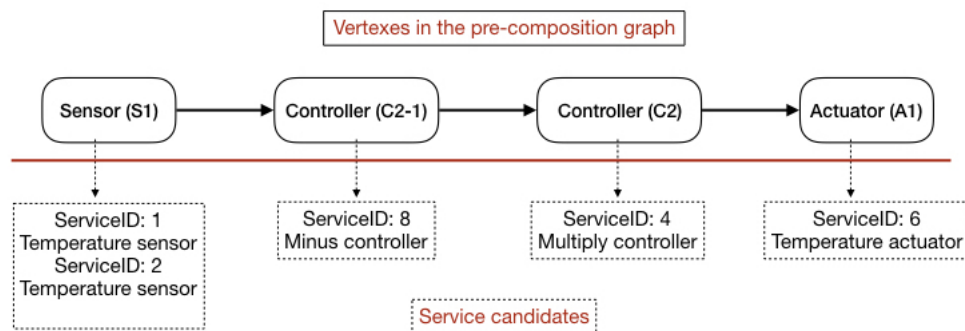 Vertexes in the pre-composition graph
Sensor (S1)
Controller (C2-1)
Controller (C2)
Actuator (A1)
ServiceID: 1
Temperature sensor
ServiceID: 2
Temperature sensor
ServiceID: 8
Minus controller
ServiceID: 4
Multiply controller
ServiceID: 6
Temperature actuator
Service candidates